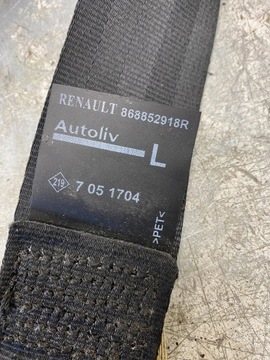 RENAULT 868852918R
Autoliv
L
219 7 05 1704
>PET<